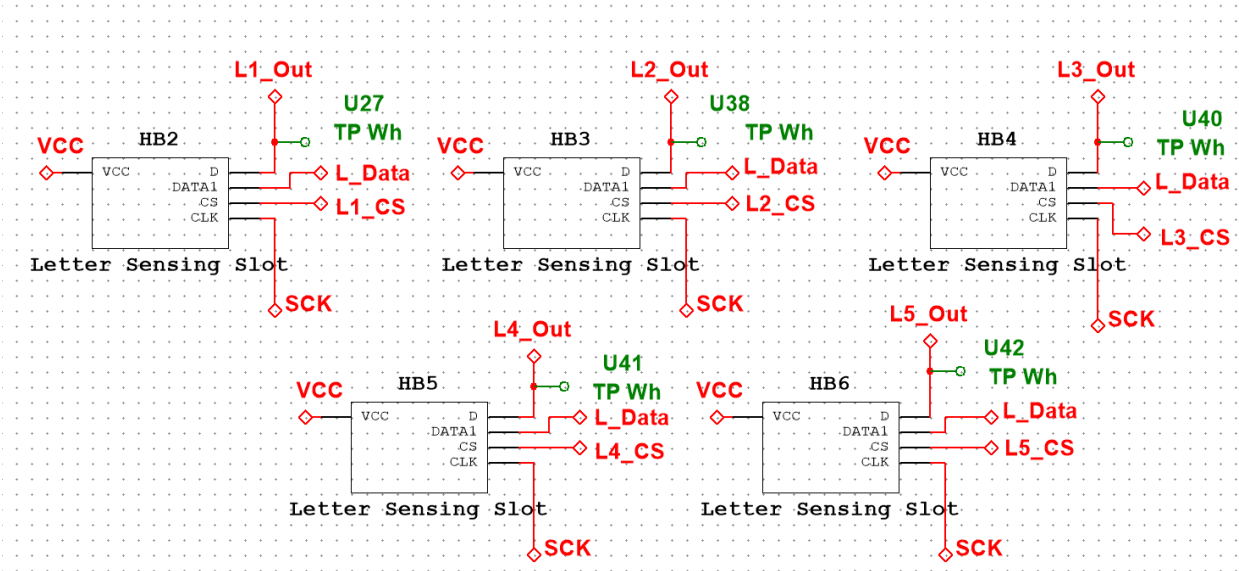 L1_Out
U27
TP Wh
VCC
HB2
VCC
D
DATA1
CS
CLK
L_Data
L1_CS
Letter Sensing Slot
SCK
L2_Out
U38
TP Wh
VCC
HB3
VCC
D
DATA1
CS
CLK
L_Data
L2_CS
Letter Sensing Slot
SCK
L3_Out
U40
TP Wh
VCC
HB4
VCC
D
DATA1
CS
CLK
L_Data
L3_CS
Letter Sensing Slot
SCK
L4_Out
U41
TP Wh
VCC
HB5
VCC
D
DATA1
CS
CLK
L_Data
L4_CS
Letter Sensing Slot
SCK
L5_Out
U42
TP Wh
VCC
HB6
VCC
D
DATA1
CS
CLK
L_Data
L5_CS
Letter Sensing Slot
SCK